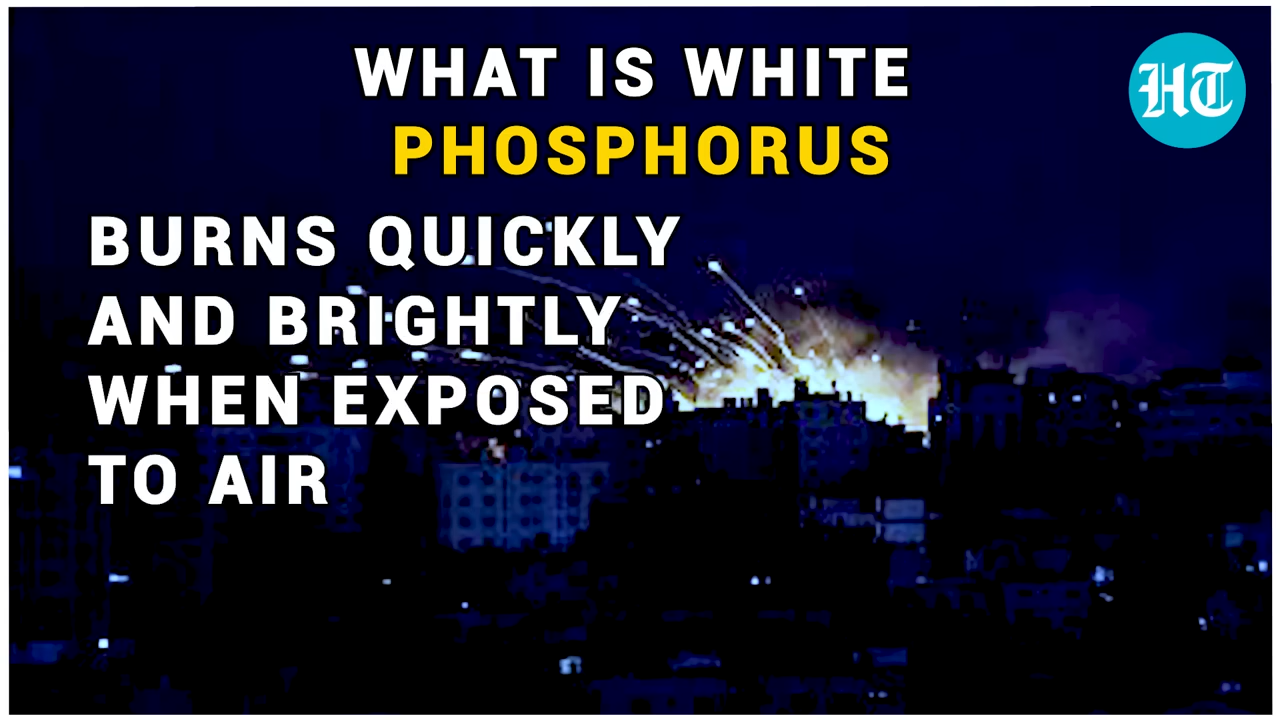 WHAT IS WHITE
PHOSPHORUS
HT
BURNS QUICKLY
AND BRIGHTLY
WHEN EXPOSED
TO AIR